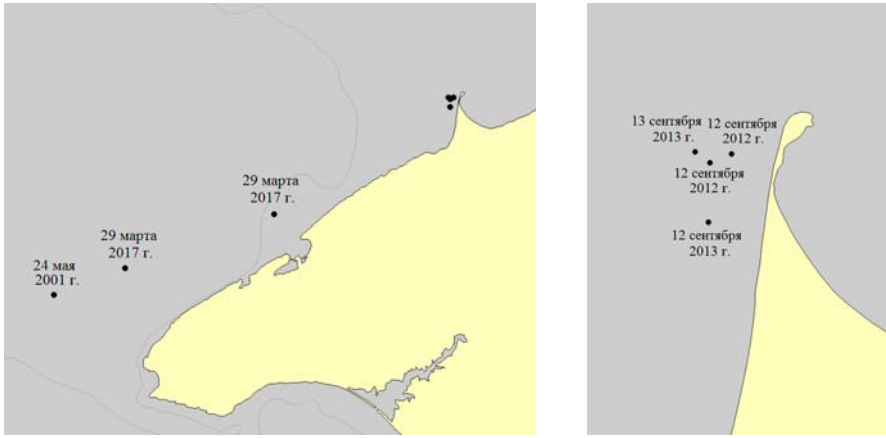 29 марта
2017 г.
29 марта
2017 г.
24 мая
2001 г.
13 сентября
2013 г.
12 сентября
2012 г.
12 сентября
2012 г.
12 сентября
2013 г.